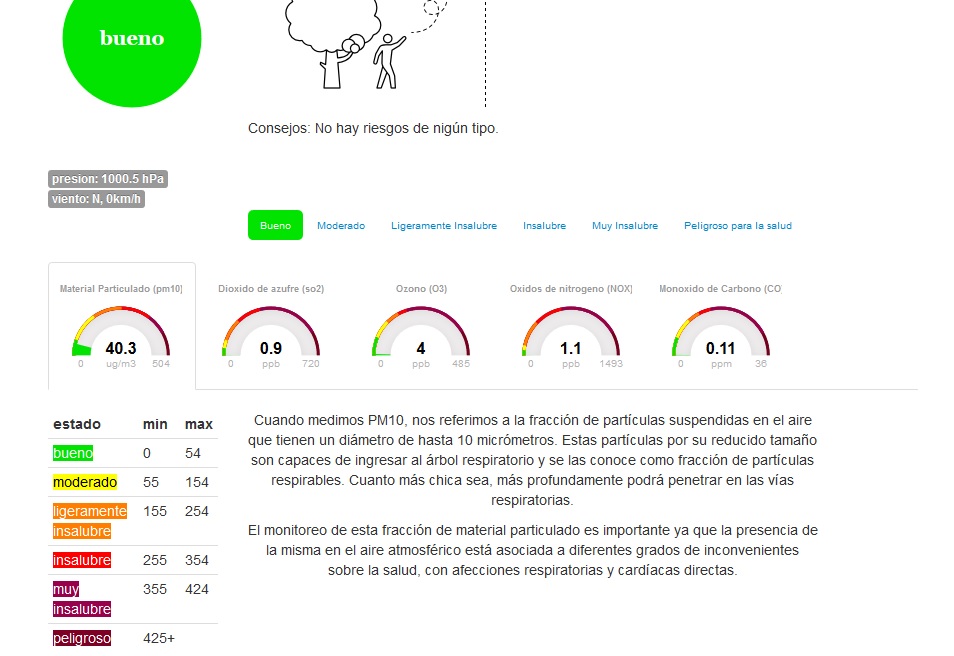 bueno
Consejos: No hay riesgos de nigún tipo.
presion: 1000.5 hPa
viento: N, 0km/h
Bueno Moderado Ligeramente Insalubre Insalubre Muy Insalubre Peligroso para la salud
Material Particulado (pm10) Dioxido de azufre (so2) Ozono (O3) Oxidos de nitrogeno (NOX) Monoxido de Carbono (CO
40.3 0.9 4 1.1 0.11
0 ug/m3 504 0 ppb 720 0 ppb 485 0 ppb 1493 0 ppm 36
estado min max
bueno 0 54
moderado 55 154
ligeramente insalubre 155 254
insalubre 255 354
muy insalubre 355 424
peligroso 425+
Cuando medimos PM10, nos referimos a la fracción de partículas suspendidas en el aire
que tienen un diámetro de hasta 10 micrómetros. Estas partículas por su reducido tamaño
son capaces de ingresar al árbol respiratorio y se las conoce como fracción de partículas
respirables. Cuanto más chica sea, más profundamente podrá penetrar en las vías
respiratorias.
El monitoreo de esta fracción de material particulado es importante ya que la presencia de
la misma en el aire atmosférico está asociada a diferentes grados de inconvenientes
sobre la salud, con afecciones respiratorias y cardíacas directas.